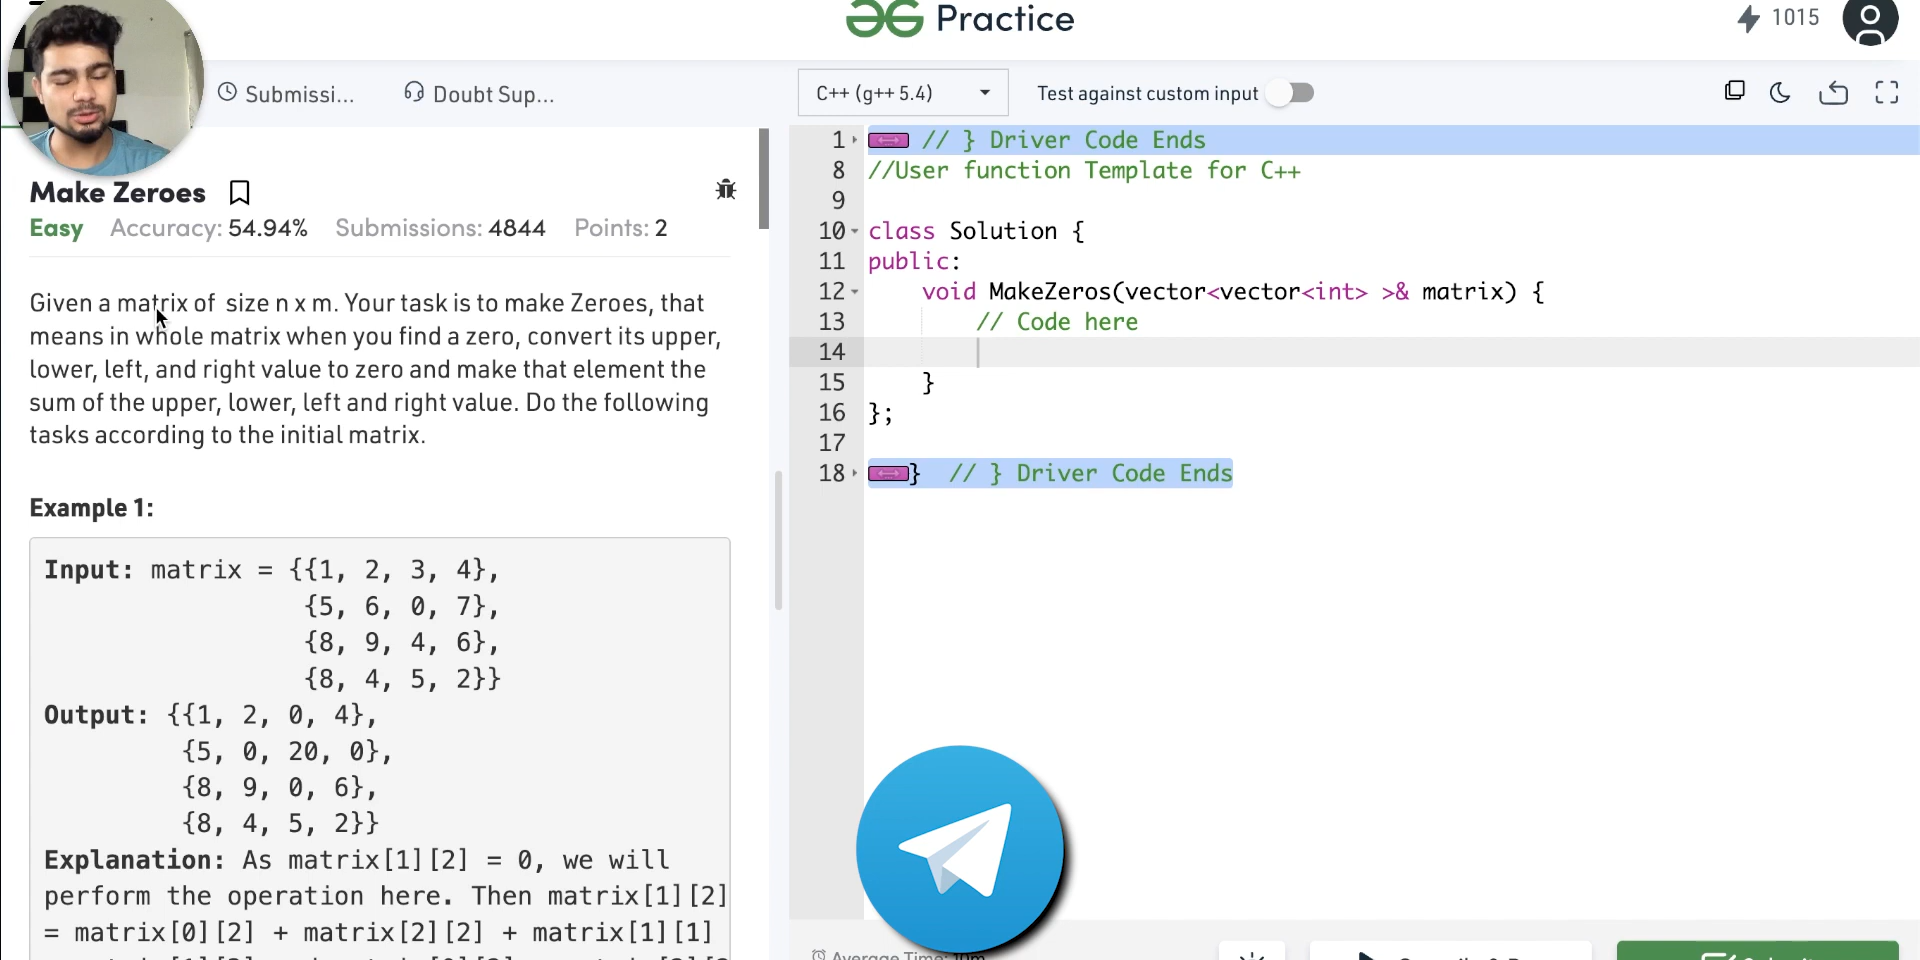 Practice
1015
Submissi...
Doubt Sup...
C++ (g++ 5.4)
Test against custom input
Make Zeroes
Easy Accuracy: 54.94% Submissions: 4844 Points: 2
Given a matrix of size n x m. Your task is to make Zeroes, that
means in whole matrix when you find a zero, convert its upper,
lower, left, and right value to zero and make that element the
sum of the upper, lower, left and right value. Do the following
tasks according to the initial matrix.
Example 1:
Input: matrix = {{1, 2, 3, 4},
{5, 6, 0, 7},
{8, 9, 4, 6},
{8, 4, 5, 2}}
Output: {{1, 2, 0, 4},
{5, 0, 20, 0},
{8, 9, 0, 6},
{8, 4, 5, 2}}
Explanation: As matrix[1][2] = 0, we will
perform the operation here. Then matrix[1][2]
= matrix[0][2] + matrix[2][2] + matrix[1][1]
1 // } Driver Code Ends
8 //User function Template for C++
9
10 class Solution {
11 public:
12 void MakeZeros(vector<vector<int> >& matrix) {
13 // Code here
14
15 }
16 };
17
18 } // } Driver Code Ends
Average Time: